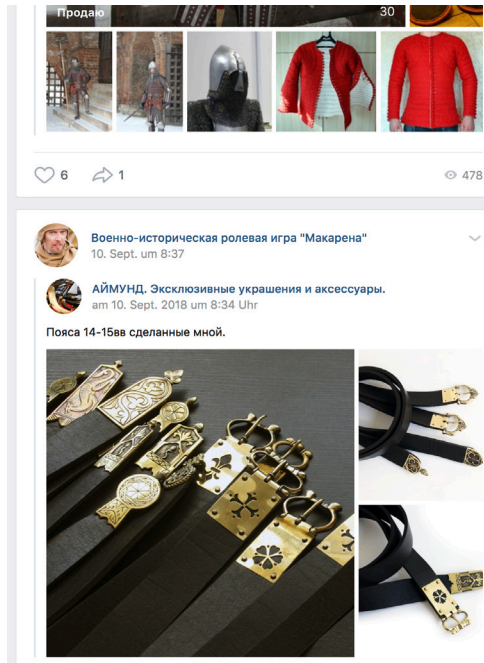 Продаю
30
6
1
478
Военно-историческая ролевая игра "Макарена"
10. Sept. um 8:37
АЙМУНД. Эксклюзивные украшения и аксессуары.
am 10. Sept. 2018 um 8:34 Uhr
Пояса 14-15вв сделанные мной.